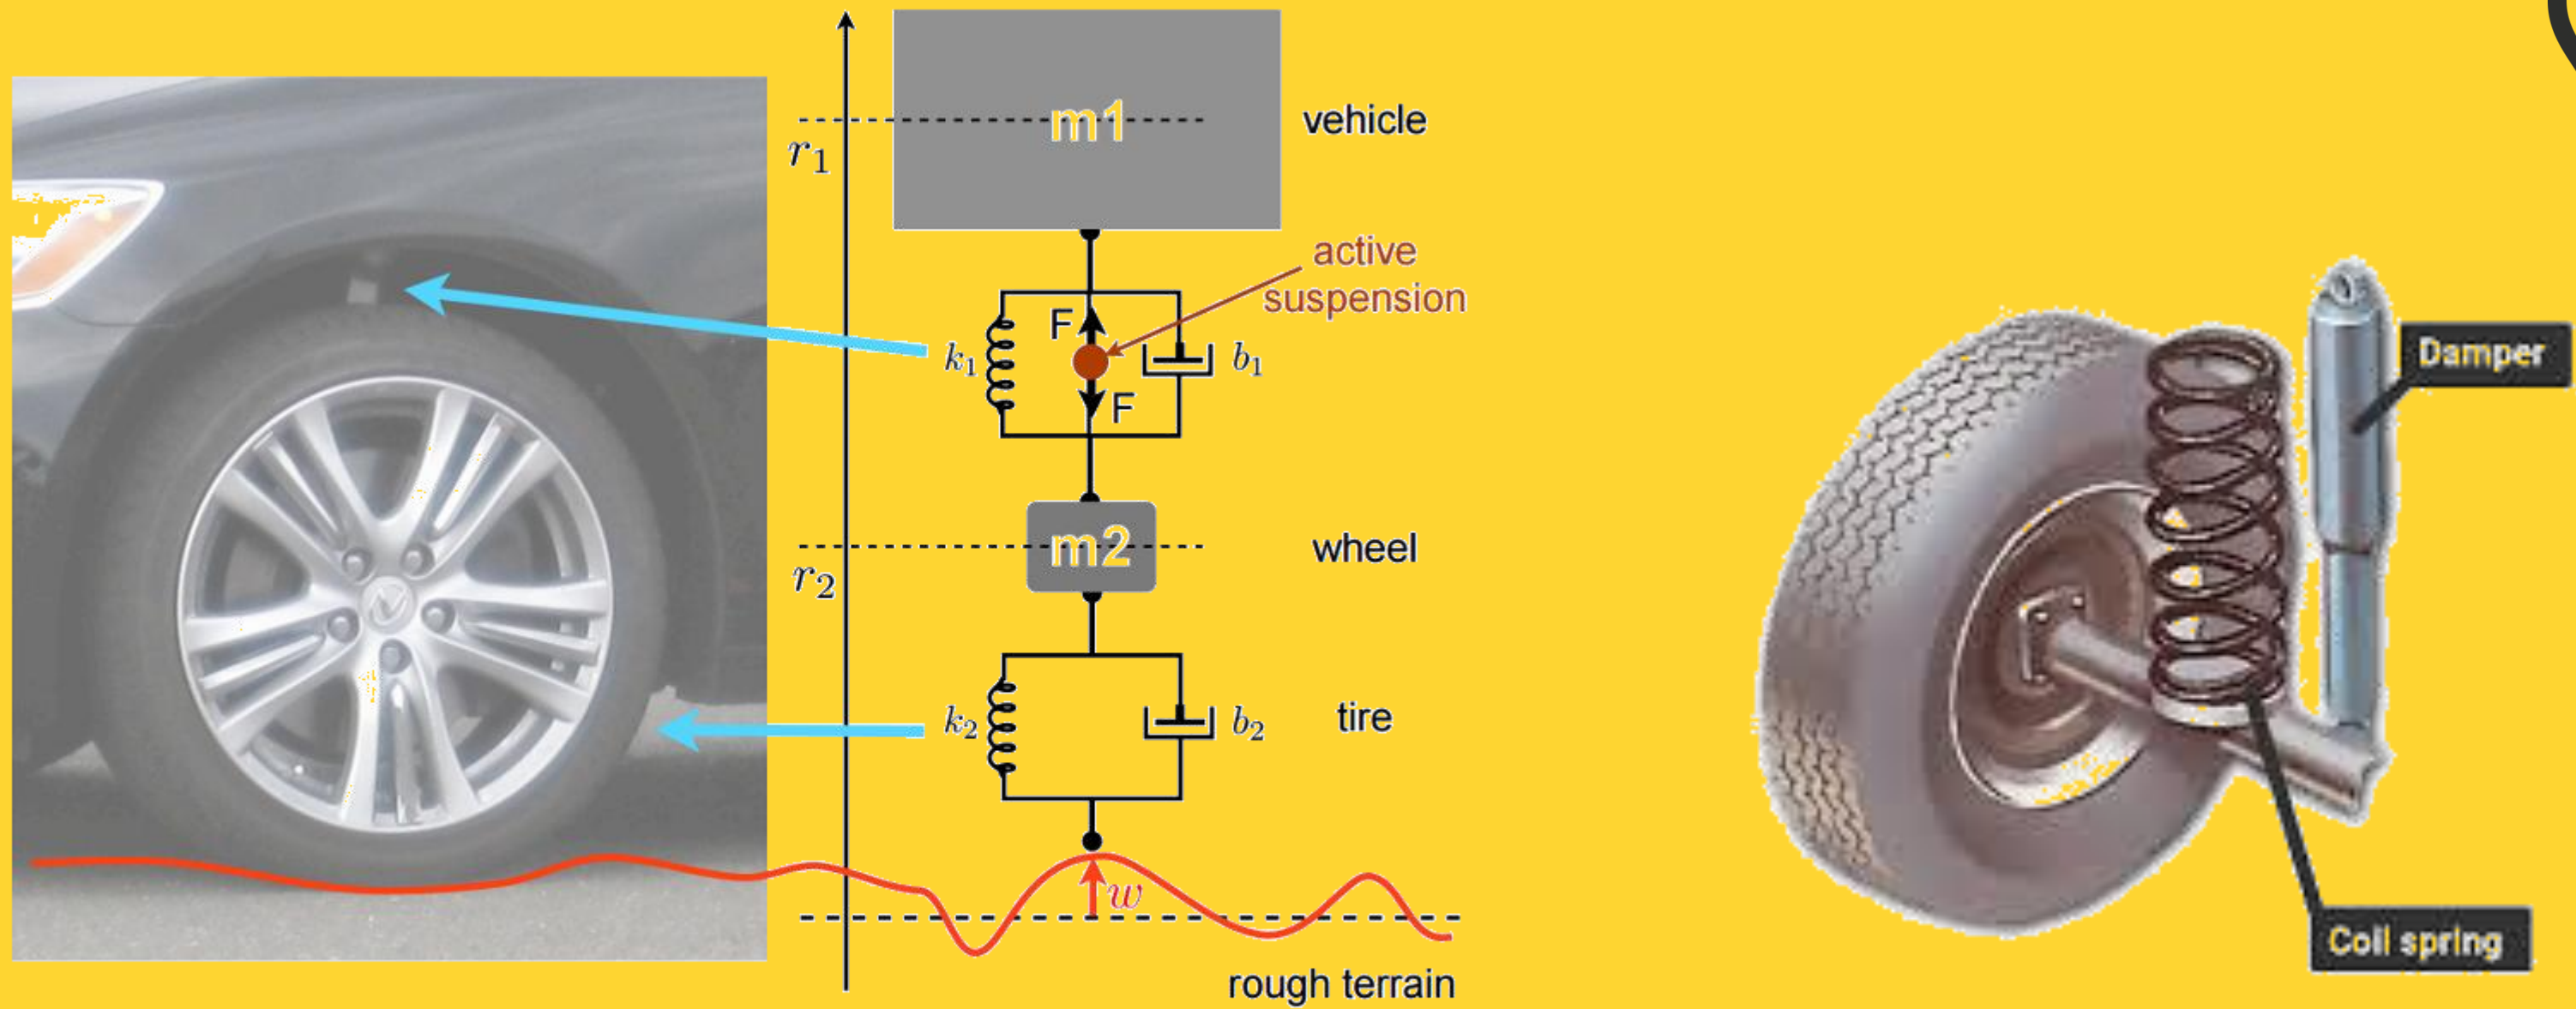 m1
vehicle
r1
active
suspension
F
k1
b1
F
m2
wheel
r2
k2
b2
tire
w
rough terrain
Damper
Coil spring